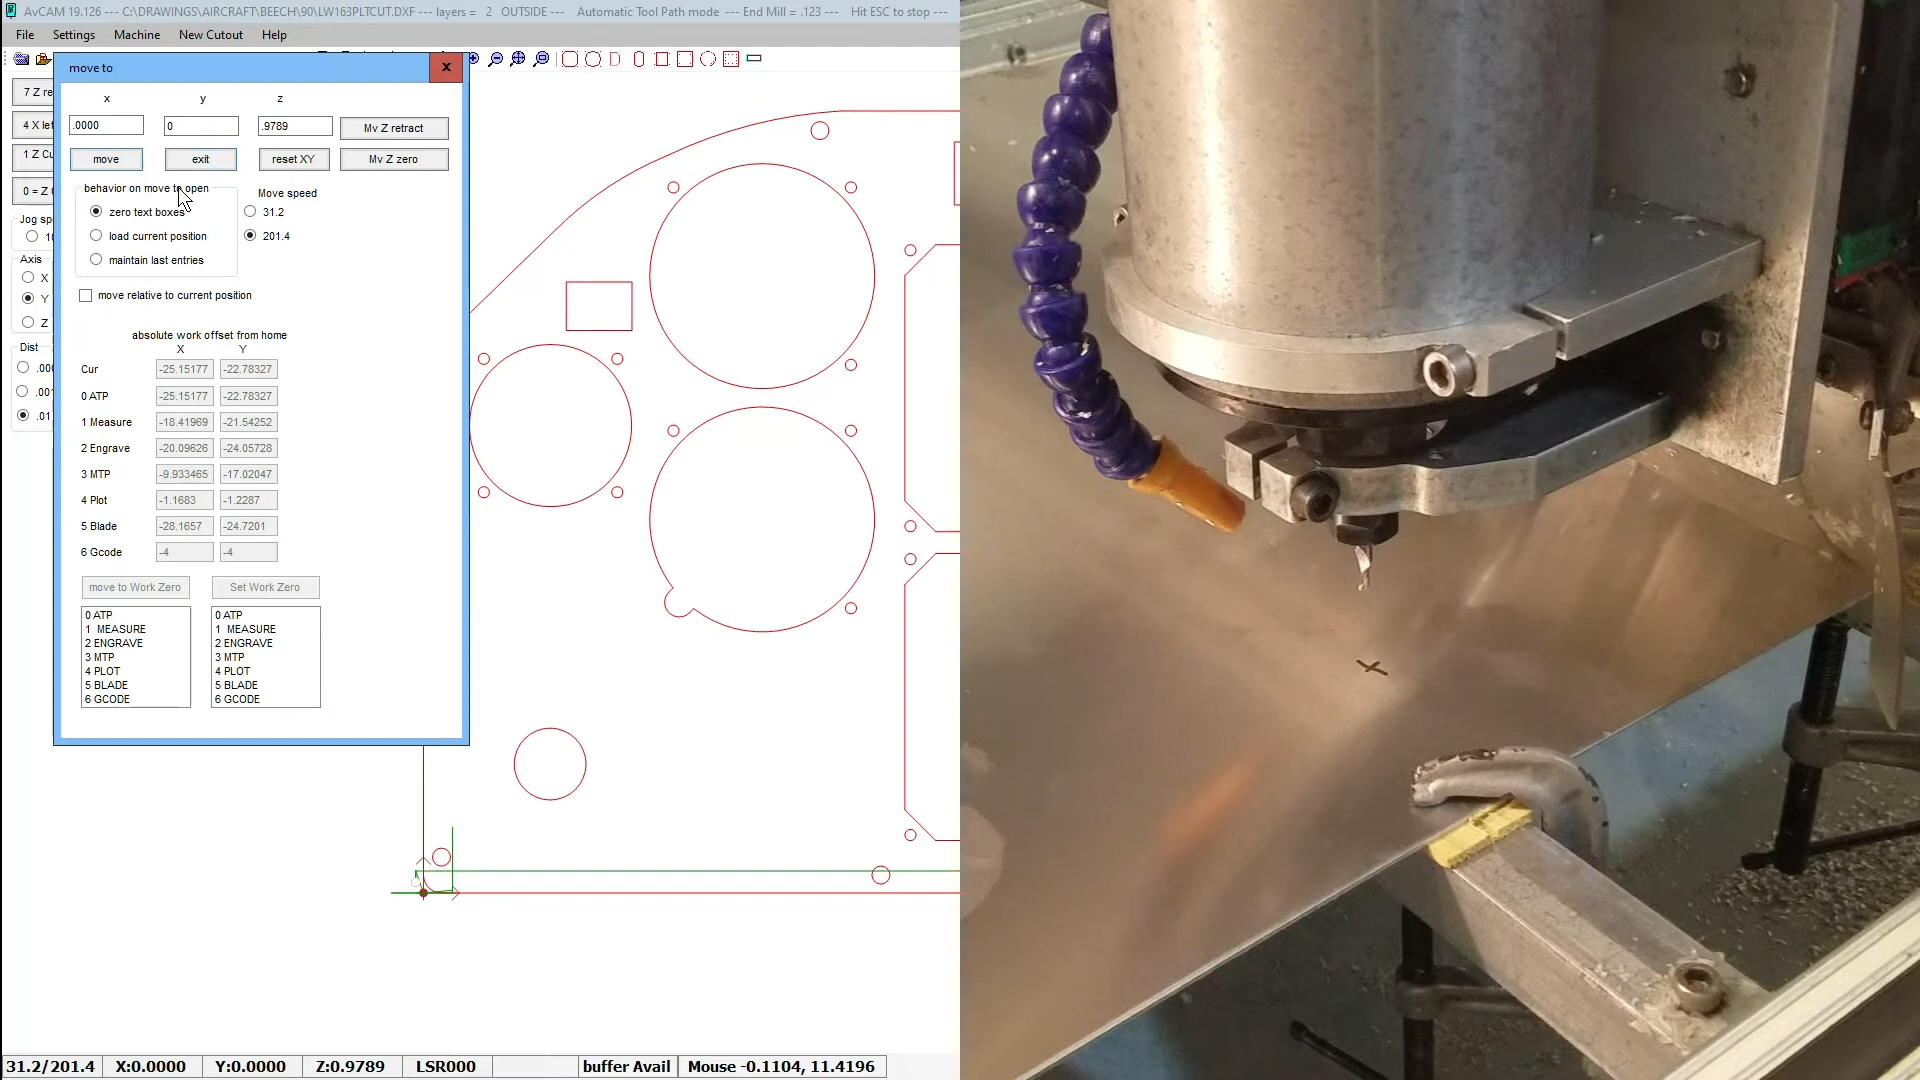 AvCAM 19.126 --- C:\DRAWINGS\AIRCRAFT\BEECH\90\LW163PLTCUT.DXF --- layers = 2 OUTSIDE --- Automatic Tool Path mode --- End Mill = .123 --- Hit ESC to stop ---
File Settings Machine New Cutout Help
move to
x y z
.0000 0 .9789 Mv Z retract
move exit reset XY Mv Z zero
behavior on move to open Move speed
zero text boxes 31.2
load current position 201.4
maintain last entries
move relative to current position
absolute work offset from home
X Y
Cur -25.15177 -22.78327
0 ATP -25.15177 -22.78327
1 Measure -18.41969 -21.54252
2 Engrave -20.09626 -24.05728
3 MTP -9.933465 -17.02047
4 Plot -1.1683 -1.2287
5 Blade -28.1657 -24.7201
6 Gcode -4 -4
move to Work Zero Set Work Zero
0 ATP 0 ATP
1 MEASURE 1 MEASURE
2 ENGRAVE 2 ENGRAVE
3 MTP 3 MTP
4 PLOT 4 PLOT
5 BLADE 5 BLADE
6 GCODE 6 GCODE
7 Z re
4 X lef
1 Z Cu
0 = Z
Jog sp
Axis
X
Y
Z
Dist
.00
.001
.01
31.2/201.4 X:0.0000 Y:0.0000 Z:0.9789 LSR000 buffer Avail Mouse -0.1104, 11.4196